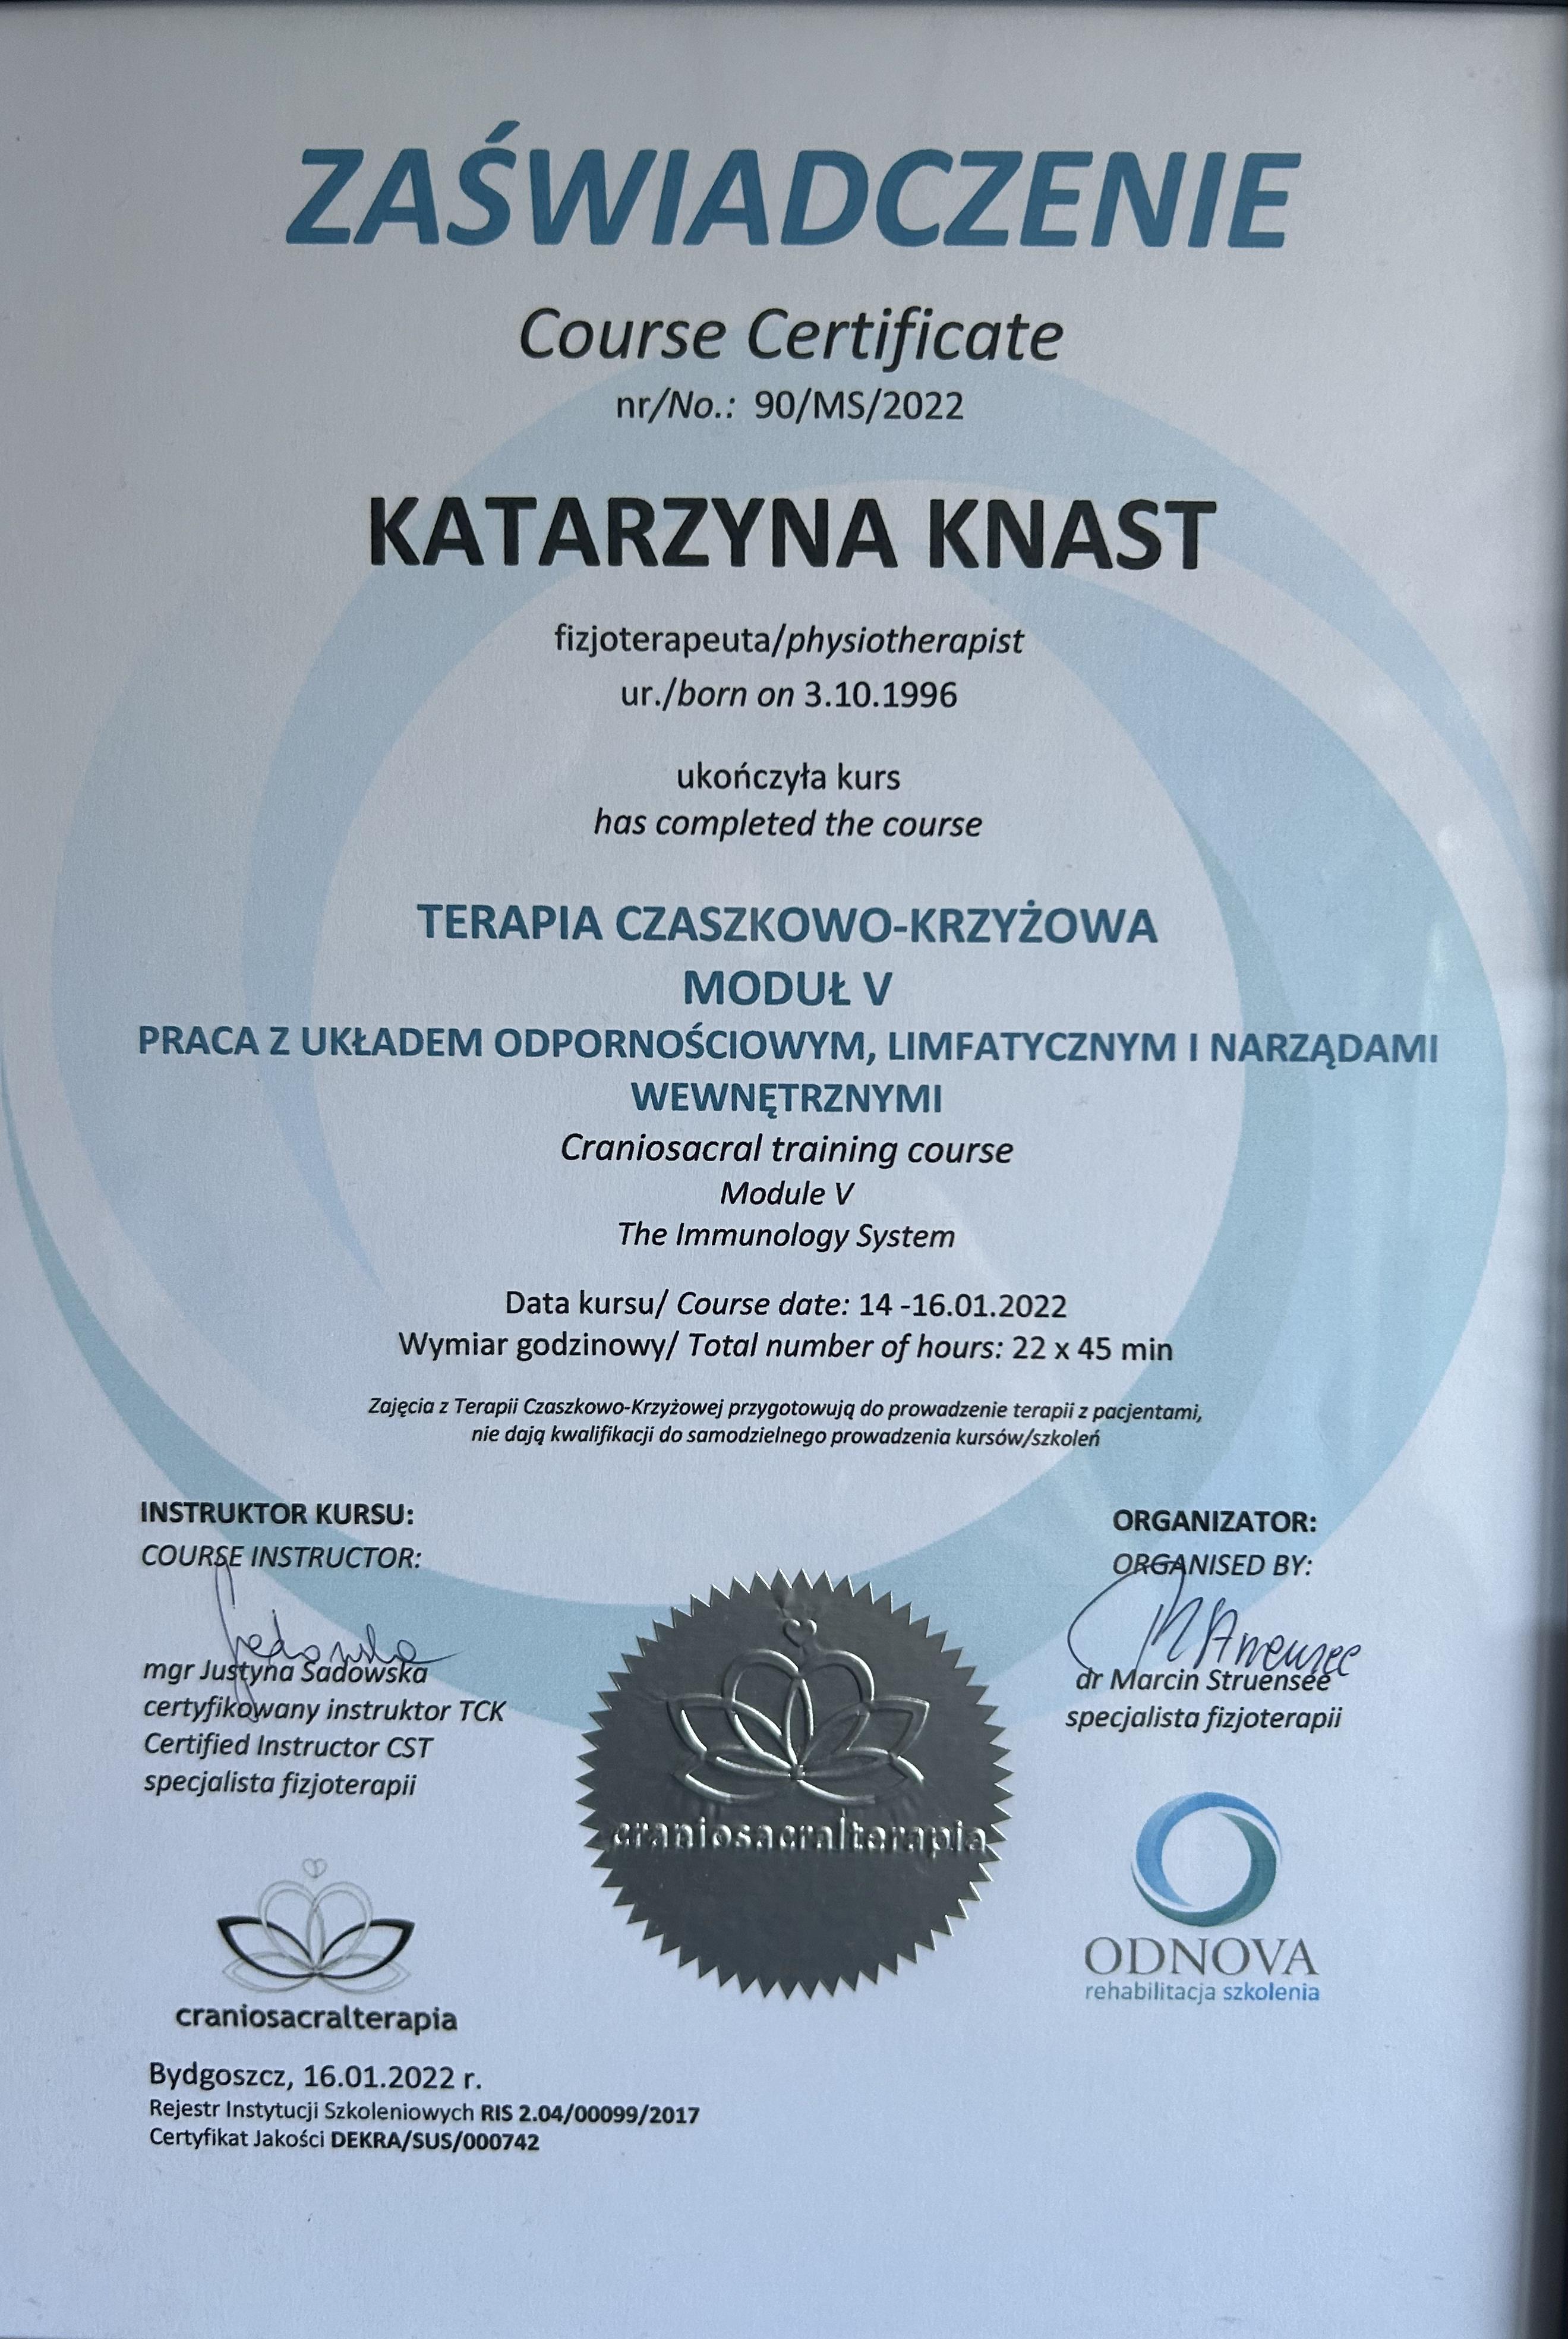 ZAŚWIADCZENIE
Course Certificate
nr/No.: 90/MS/2022
KATARZYNA KNAST
fizjoterapeuta/physiotherapist
ur./born on 3.10.1996
ukończyła kurs
has completed the course
TERAPIA CZASZKOWO-KRZYŻOWA
MODUŁ V
PRACA Z UKŁADEM ODPORNOŚCIOWYM, LIMFATYCZNYM I NARZĄDAMI
WEWNĘTRZNYMI
Craniosacral training course
Module V
The Immunology System
Data kursu/ Course date: 14 -16.01.2022
Wymiar godzinowy/ Total number of hours: 22 x 45 min
Zajęcia z Terapii Czaszkowo-Krzyżowej przygotowują do prowadzenie terapii z pacjentami,
nie dają kwalifikacji do samodzielnego prowadzenia kursów/szkoleń
INSTRUKTOR KURSU:
COURSE INSTRUCTOR:
Sadowska
mgr Justyna Sadowska
certyfikowany instruktor TCK
Certified Instructor CST
specjalista fizjoterapii
craniosacralterapia
ORGANIZATOR:
ORGANISED BY:
M Struensee
dr Marcin Struensee
specjalista fizjoterapii
craniosacralterapia
ODNOVA
rehabilitacja szkolenia
Bydgoszcz, 16.01.2022 r.
Rejestr Instytucji Szkoleniowych RIS 2.04/00099/2017
Certyfikat Jakości DEKRA/SUS/000742